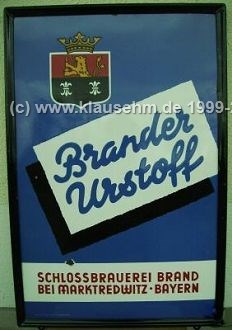 (c) www.klausehm.de 1999-
Brander
Urstoff
SCHLOSSBRAUEREI BRAND
BEI MARKTREDWITZ · BAYERN